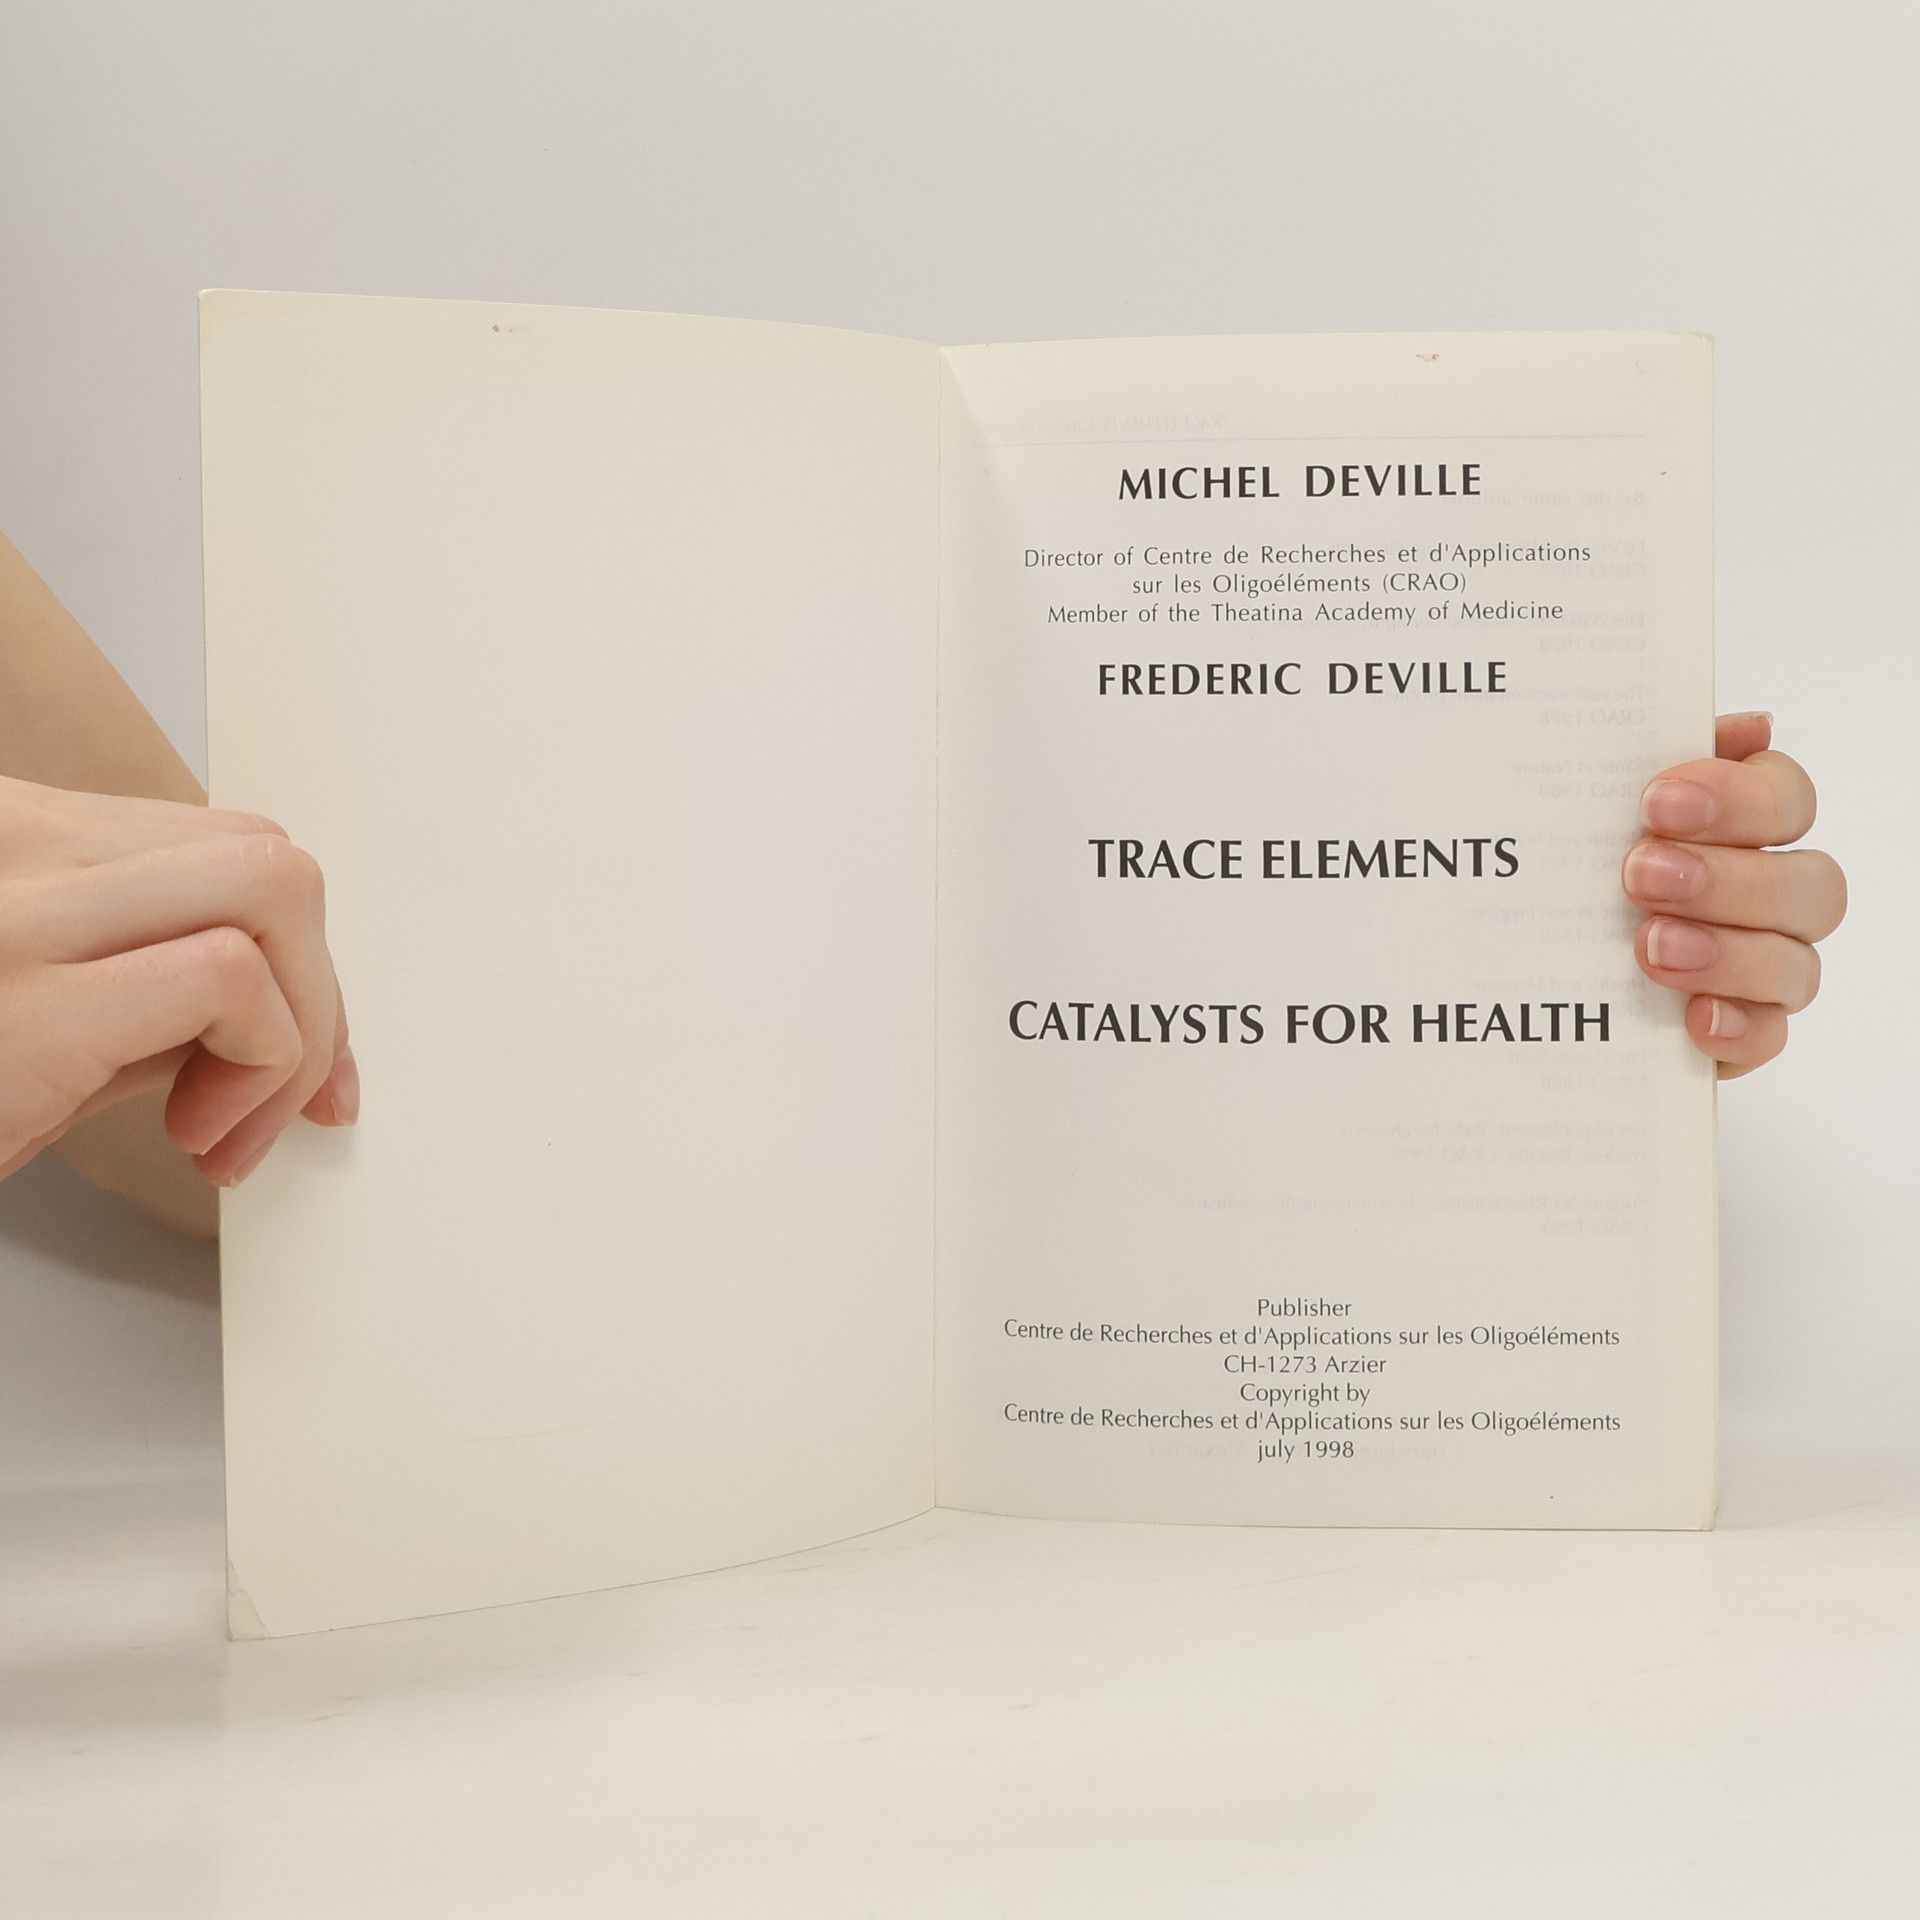 MICHEL DEVILLE
Director of Centre de Recherches et d'Applications
sur les Oligoéléments (CRAO)
Member of the Theatina Academy of Medicine
FREDERIC DEVILLE
TRACE ELEMENTS
CATALYSTS FOR HEALTH
Publisher
Centre de Recherches et d'Applications sur les Oligoéléments
CH-1273 Arzier
Copyright by
Centre de Recherches et d'Applications sur les Oligoéléments
july 1998